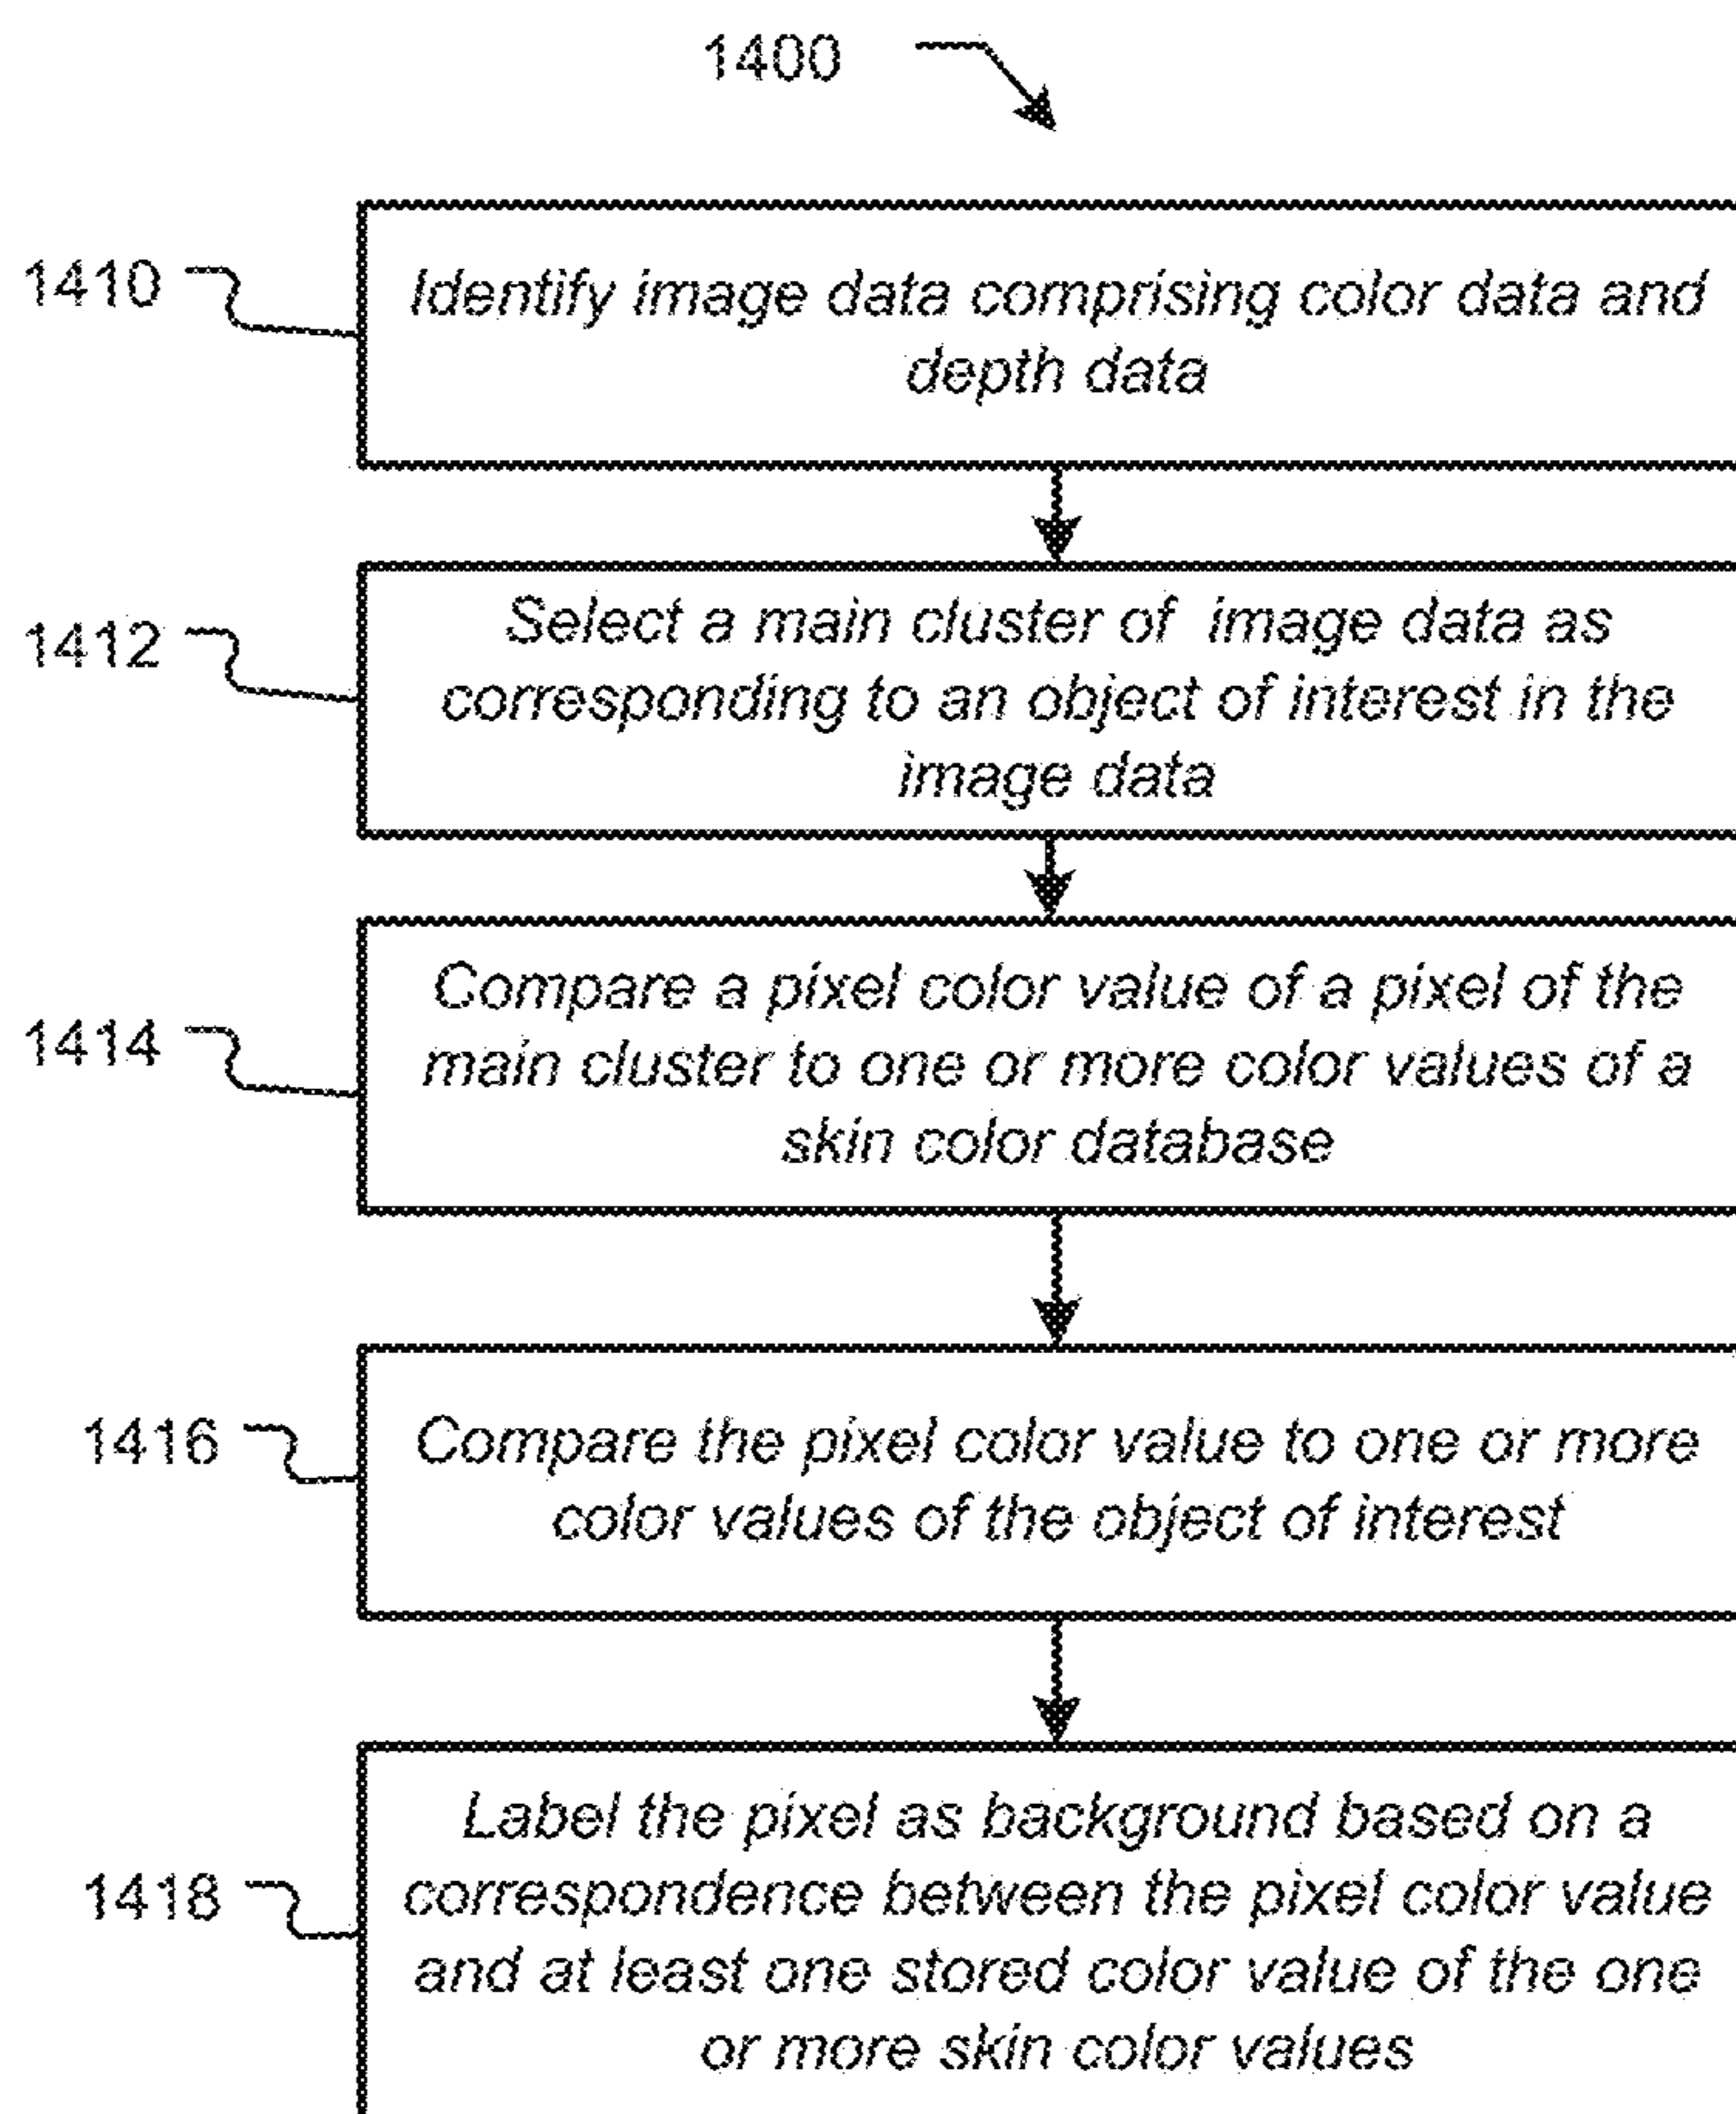 1400
1410
Identify image data comprising color data and
depth data
1412
Select a main cluster of image data as
corresponding to an object of interest in the
image data
1414
Compare a pixel color value of a pixel of the
main cluster to one or more color values of a
skin color database
1416
Compare the pixel color value to one or more
color values of the object of interest
1418
Label the pixel as background based on a
correspondence between the pixel color value
and at least one stored color value of the one
or more skin color values